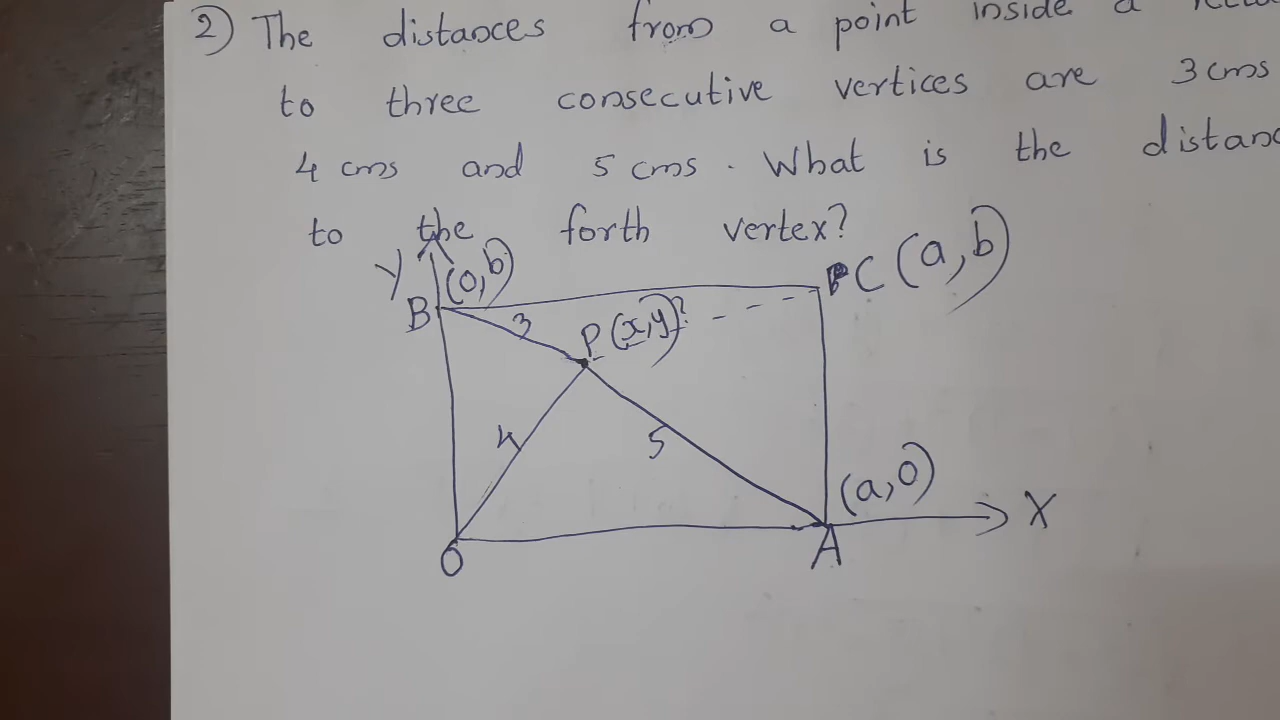 2) The distances from a point inside a
to three consecutive vertices are 3 cms
4 cms and 5 cms. What is the
to the forth vertex?
Y
(0,b)
C (a,b)
B
3
P(x,y)
?
4
5
(a,0)
X
O
A